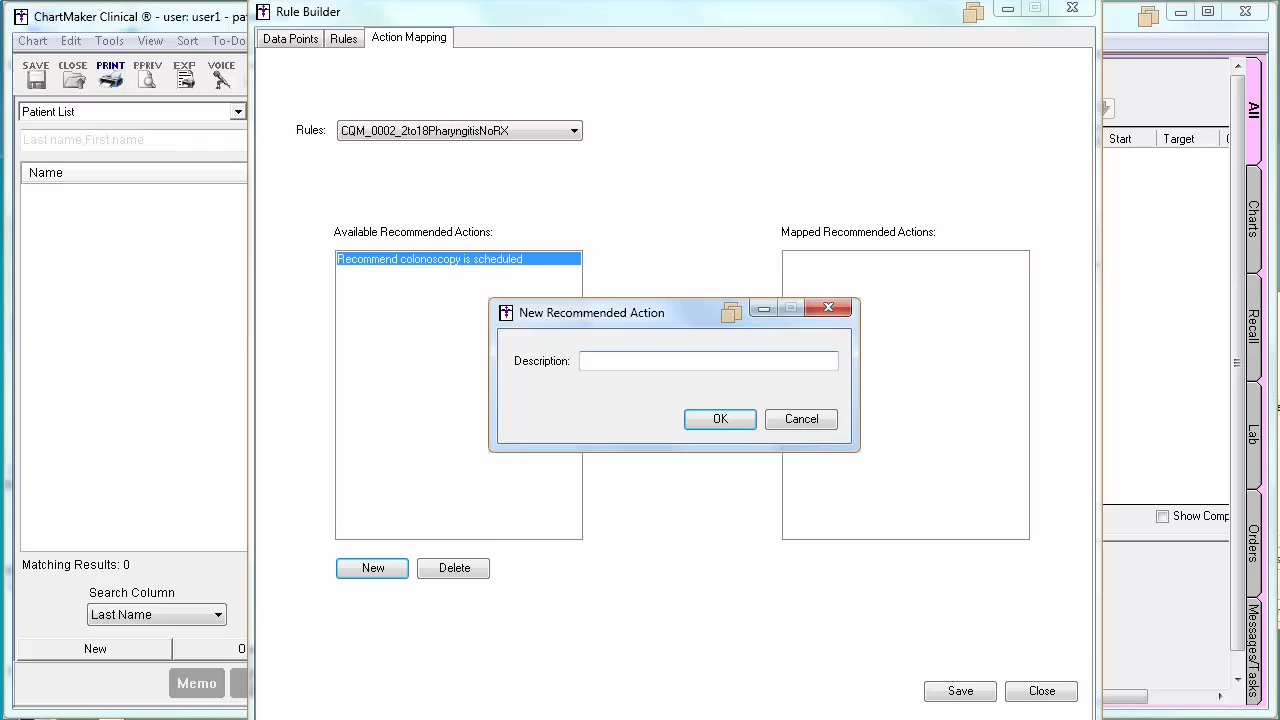 ChartMaker Clinical ® - user: user1 - pa
Chart Edit Tools View Sort To-Do
SAVE CLOSE PRINT PPREV EXP VOICE
Patient List
Last name,First name
Name
Matching Results: 0
Search Column
Last Name
New
Memo
Rule Builder
Data Points Rules Action Mapping
Rules: CQM_0002_2to18PharyngitisNoRX
Available Recommended Actions:
Recommend colonoscopy is scheduled
Mapped Recommended Actions:
New Recommended Action
Description:
OK Cancel
New Delete
Save Close
Start Target
Show Comp
All
Charts
Recall
Lab
Orders
Messages/Tasks